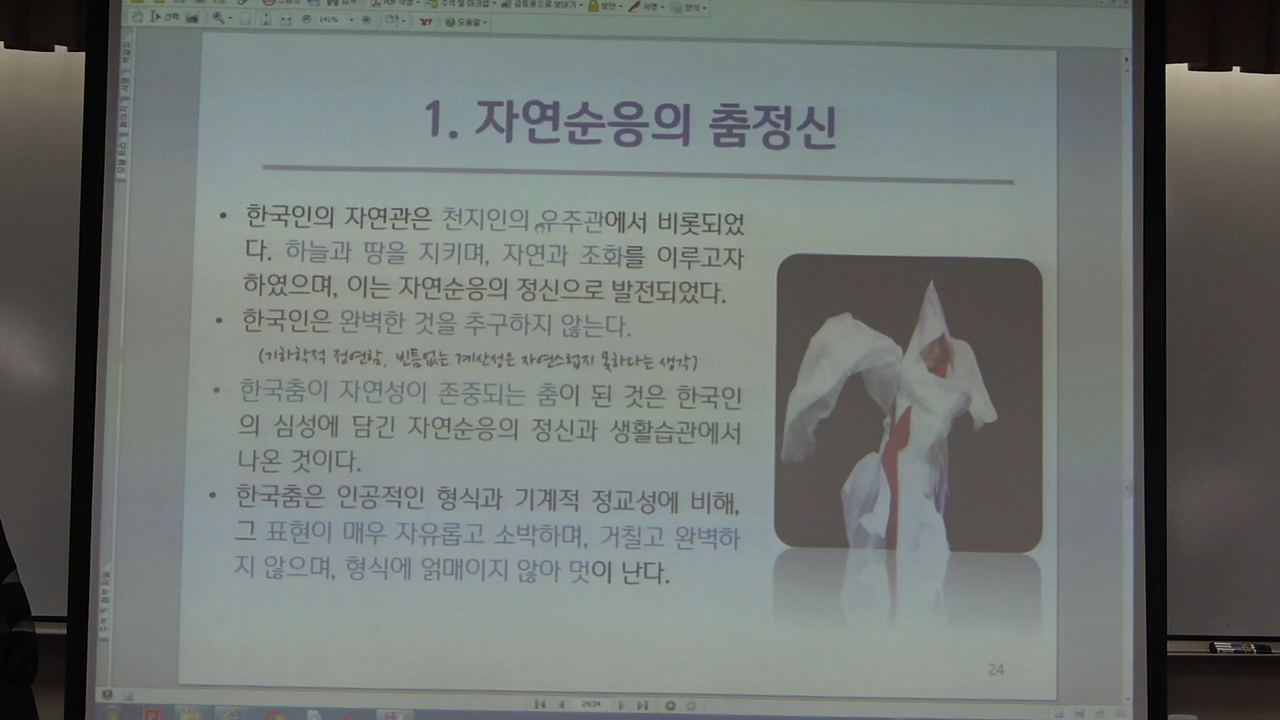 선택
141%
도움말
1. 자연순응의 춤정신
• 한국인의 자연관은 천지인의 유주관에서 비롯되었
다. 하늘과 땅을 지키며, 자연과 조화를 이루고자
하였으며, 이는 자연순응의 정신으로 발전되었다.
• 한국인은 완벽한 것을 추구하지 않는다.
(기하학적 정연함, 빈틈없는 계산성은 자연스럽지 못하다는 생각)
• 한국춤이 자연성이 존중되는 춤이 된 것은 한국인
의 심성에 담긴 자연순응의 정신과 생활습관에서
나온 것이다.
• 한국춤은 인공적인 형식과 기계적 정교성에 비해,
그 표현이 매우 자유롭고 소박하며, 거칠고 완벽하
지 않으며, 형식에 얽매이지 않아 멋이 난다.
24
24/34